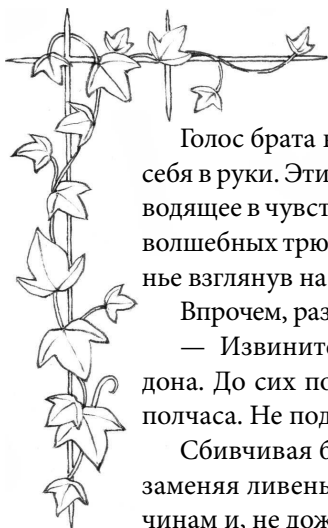 Голос брата
себя в руки. Эти
водящее в чувст
волшебных трю
нье взглянув на
Впрочем, раз
— Извините
дона. До сих по
полчаса. Не под
Сбивчивая б
заменяя ливень
чинам и, не дож